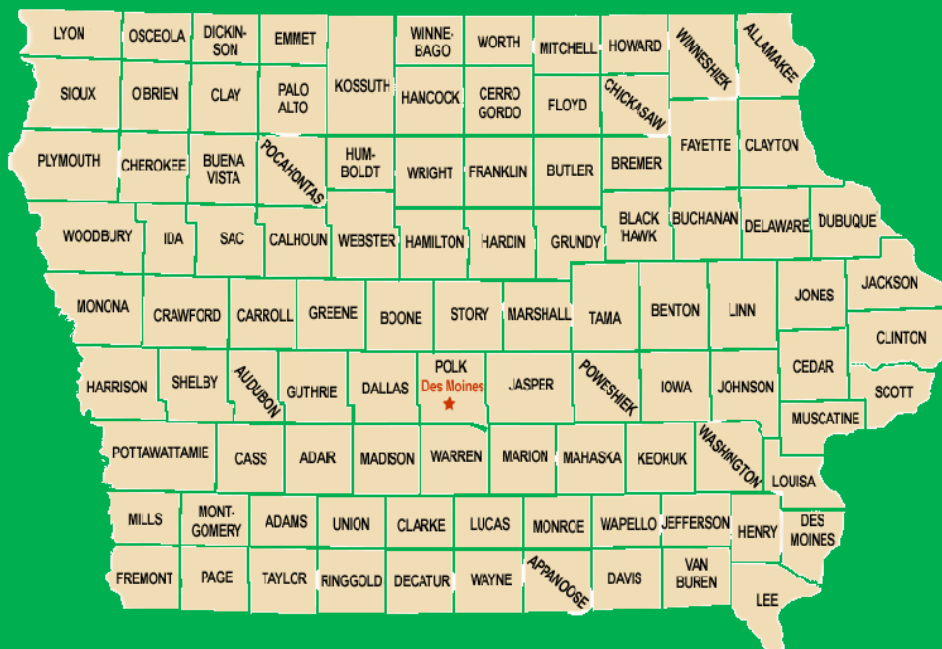 LYON
OSCEOLA
DICKIN-
SON
EMMET
KOSSUTH
WINNE-
BAGO
WORTH
MITCHELL
HOWARD
WINNESHIEK
ALLAMAKEE
SIOUX
OBRIEN
CLAY
PALO
ALTO
HANCOCK
CERRO
GORDO
FLOYD
CHICKASAW
FAYETTE
CLAYTON
PLYMOUTH
CHEROKEE
BUENA
VISTA
POCAHONTAS
HUM-
BOLDT
WRIGHT
FRANKLIN
BUTLER
BREMER
WOODBURY
IDA
SAC
CALHOUN
WEBSTER
HAMILTON
HARDIN
GRUNDY
BLACK
HAWK
BUCHANAN
DELAWARE
DUBUQUE
MONONA
CRAWFORD
CARROLL
GREENE
BOONE
STORY
MARSHALL
TAMA
BENTON
LINN
JONES
JACKSON
CLINTON
HARRISON
SHELBY
AUDUBON
GUTHRIE
DALLAS
POLK
Des Moines
JASPER
POWESHIEK
IOWA
JOHNSON
CEDAR
SCOTT
MUSCATINE
POTTAWATTAMIE
CASS
ADAIR
MADISON
WARREN
MARION
MAHASKA
KEOKUK
WASHINGTON
LOUISA
MILLS
MONT-
GOMERY
ADAMS
UNION
CLARKE
LUCAS
MONROE
WAPELLO
JEFFERSON
HENRY
DES
MOINES
FREMONT
PAGE
TAYLOR
RINGGOLD
DECATUR
WAYNE
APPANOOSE
DAVIS
VAN
BUREN
LEE